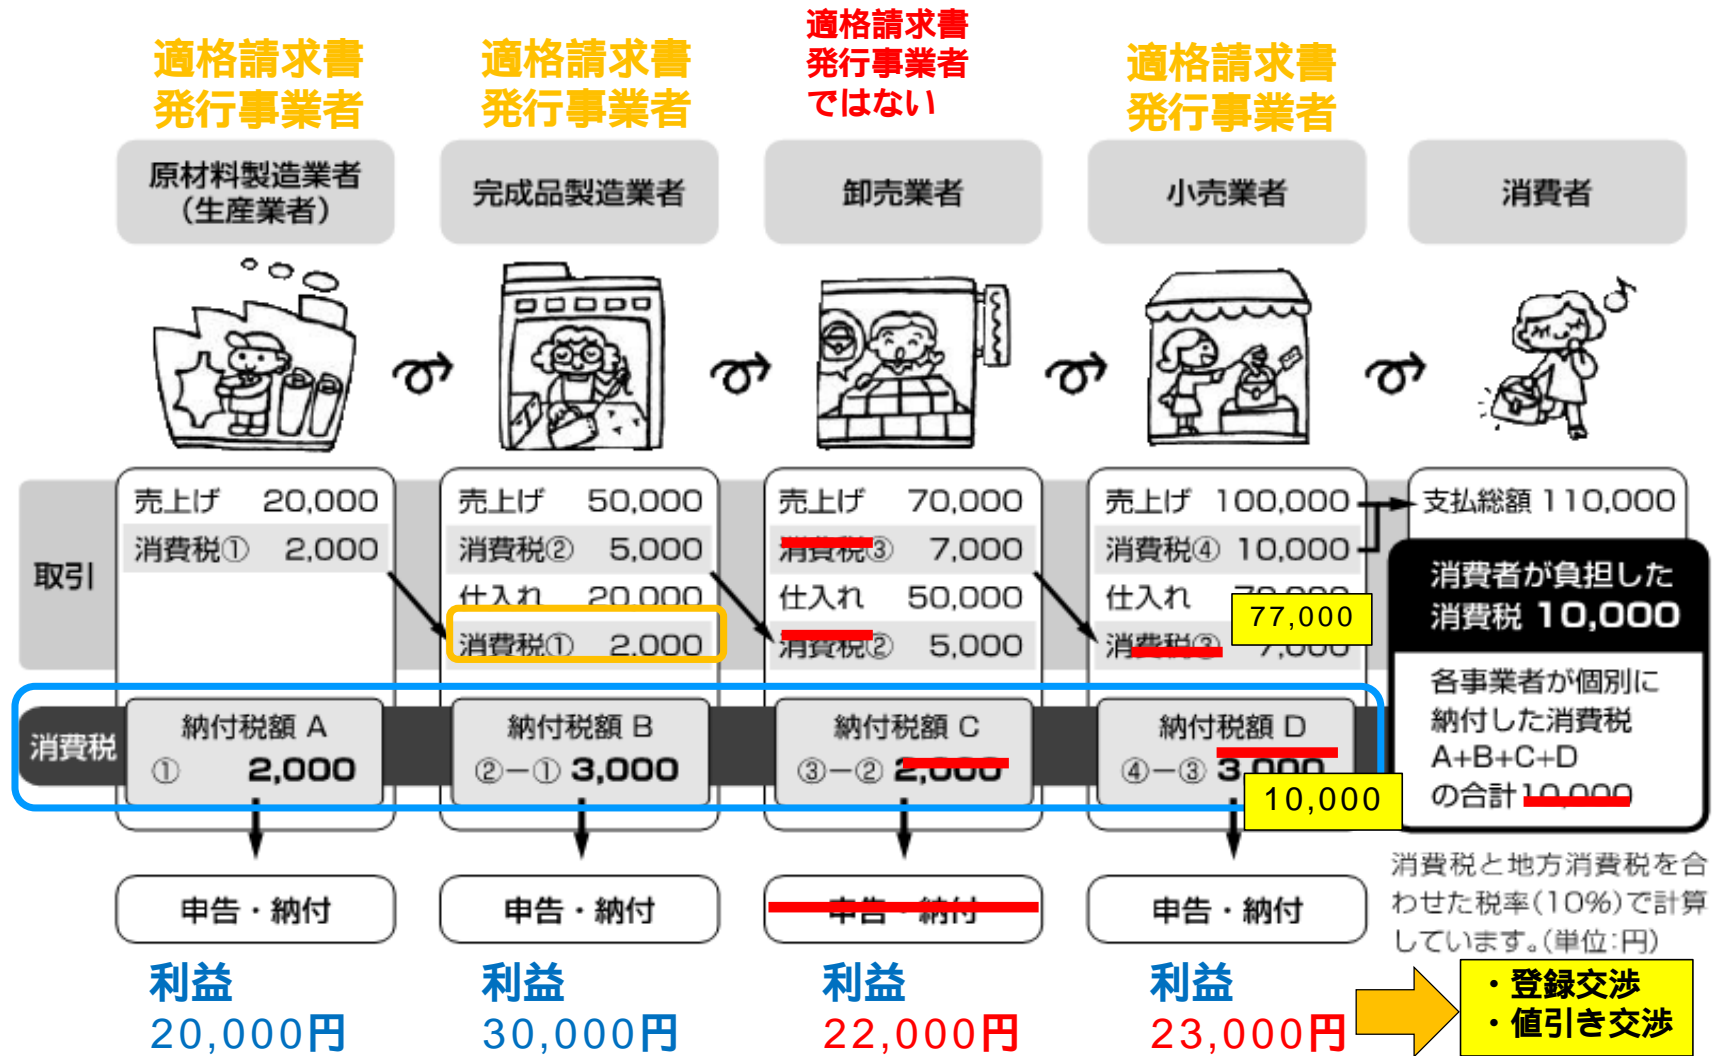 適格請求書
発行事業者
適格請求書
発行事業者
適格請求書
発行事業者
ではない
適格請求書
発行事業者
原材料製造業者
（生産業者）
完成品製造業者
卸売業者
小売業者
消費者
取引
売上げ 20,000
消費税① 2,000
売上げ 50,000
消費税② 5,000
仕入れ 20,000
消費税① 2,000
売上げ 70,000
消費税③ 7,000
仕入れ 50,000
消費税② 5,000
売上げ 100,000
消費税④ 10,000
仕入れ 70,000
77,000
消費税③ 7,000
支払総額 110,000
消費者が負担した
消費税 10,000
各事業者が個別に
納付した消費税
A+B+C+D
の合計 10,000
消費税
納付税額 A
① 2,000
納付税額 B
②－① 3,000
納付税額 C
③－② 2,000
納付税額 D
④－③ 3,000
10,000
申告・納付
申告・納付
申告・納付
申告・納付
消費税と地方消費税を合
わせた税率(10%)で計算
しています。(単位:円)
利益
20,000円
利益
30,000円
利益
22,000円
利益
23,000円
・登録交渉
・値引き交渉